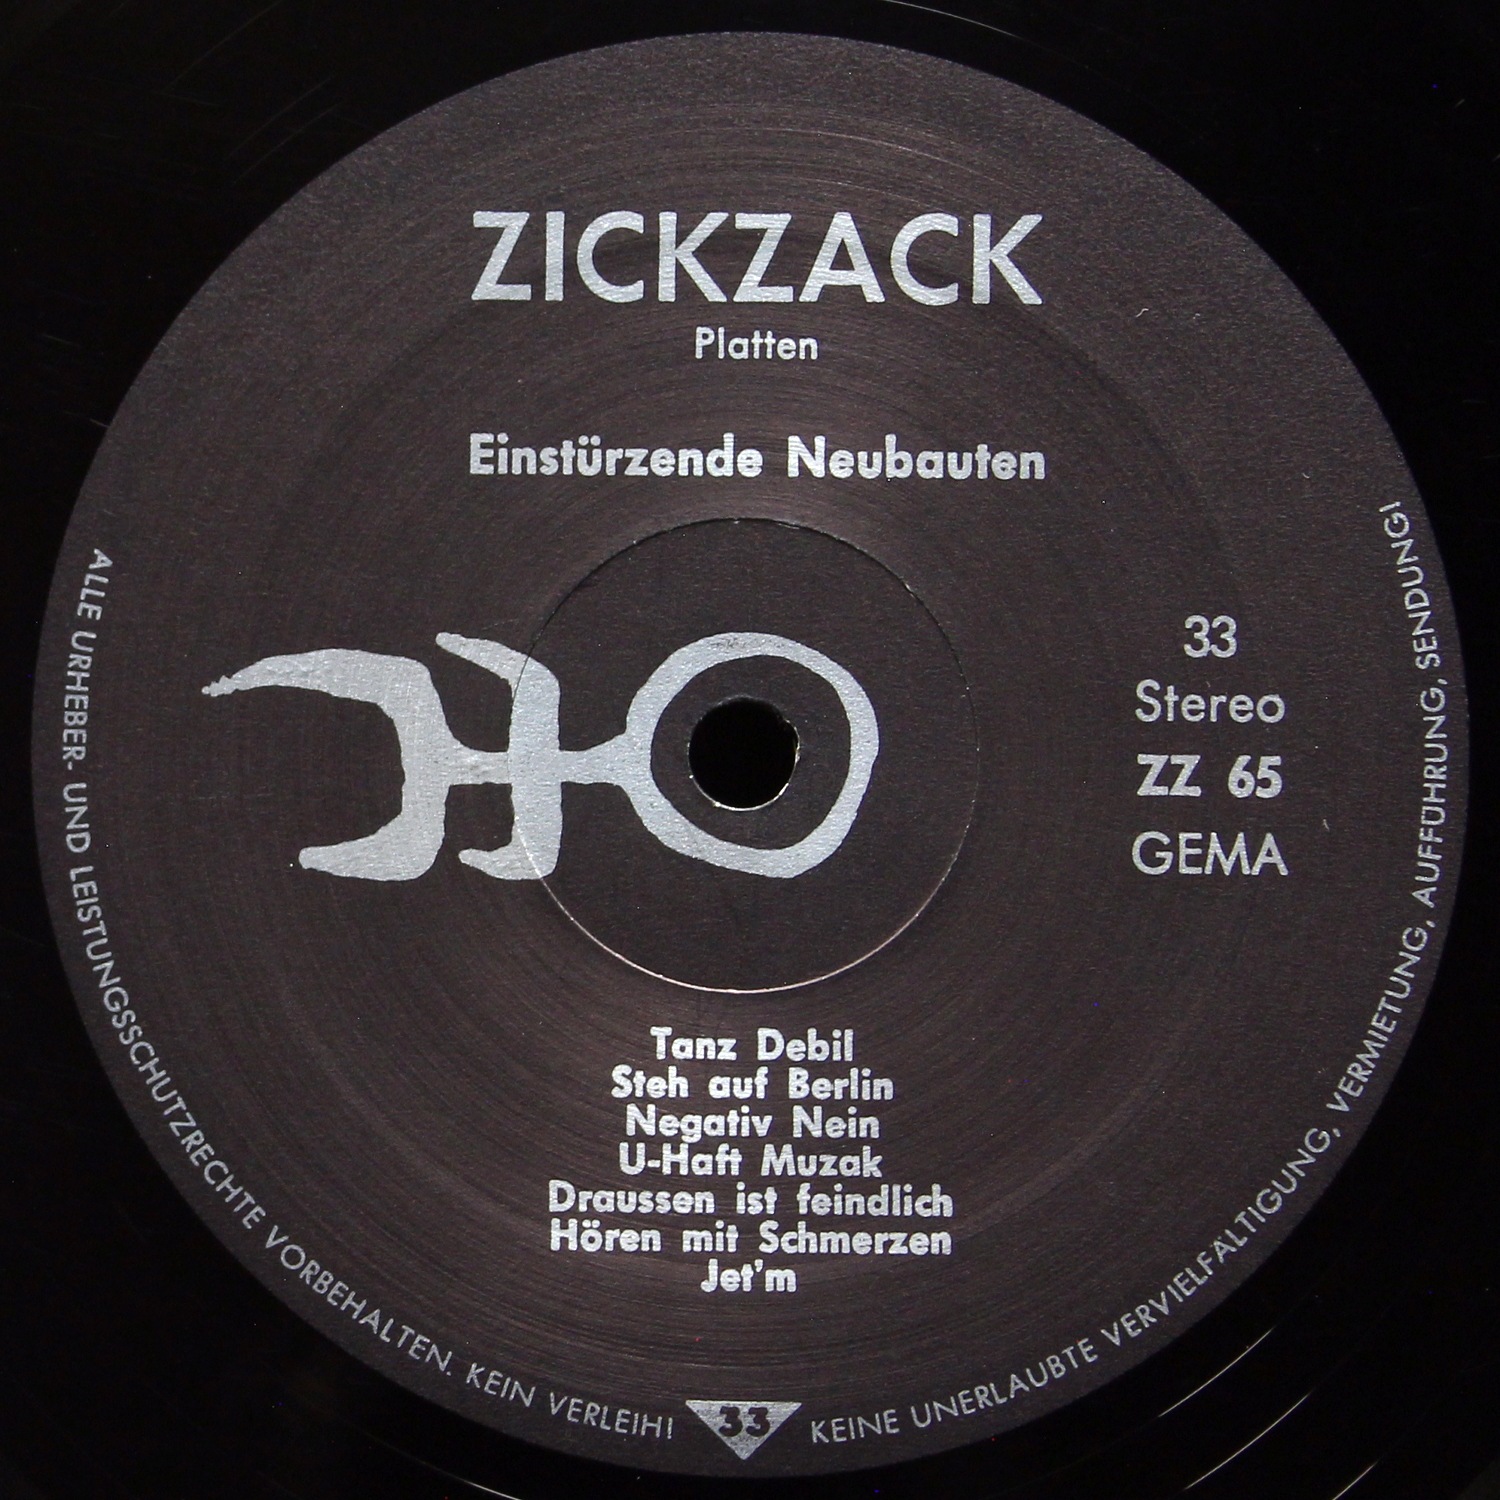 ZICKZACK
Platten
Einstürzende Neubauten
33
Stereo
ZZ 65
GEMA
Tanz Debil
Steh auf Berlin
Negativ Nein
U-Haft Muzak
Draussen ist feindlich
Hören mit Schmerzen
Jet'm
ALLE URHEBER- UND LEISTUNGSSCHUTZRECHTE VORBEHALTEN. KEIN VERLEIH!
33
KEINE UNERLAUBTE VERVIELFÄLTIGUNG, VERMIETUNG, AUFFÜHRUNG, SENDUNG!